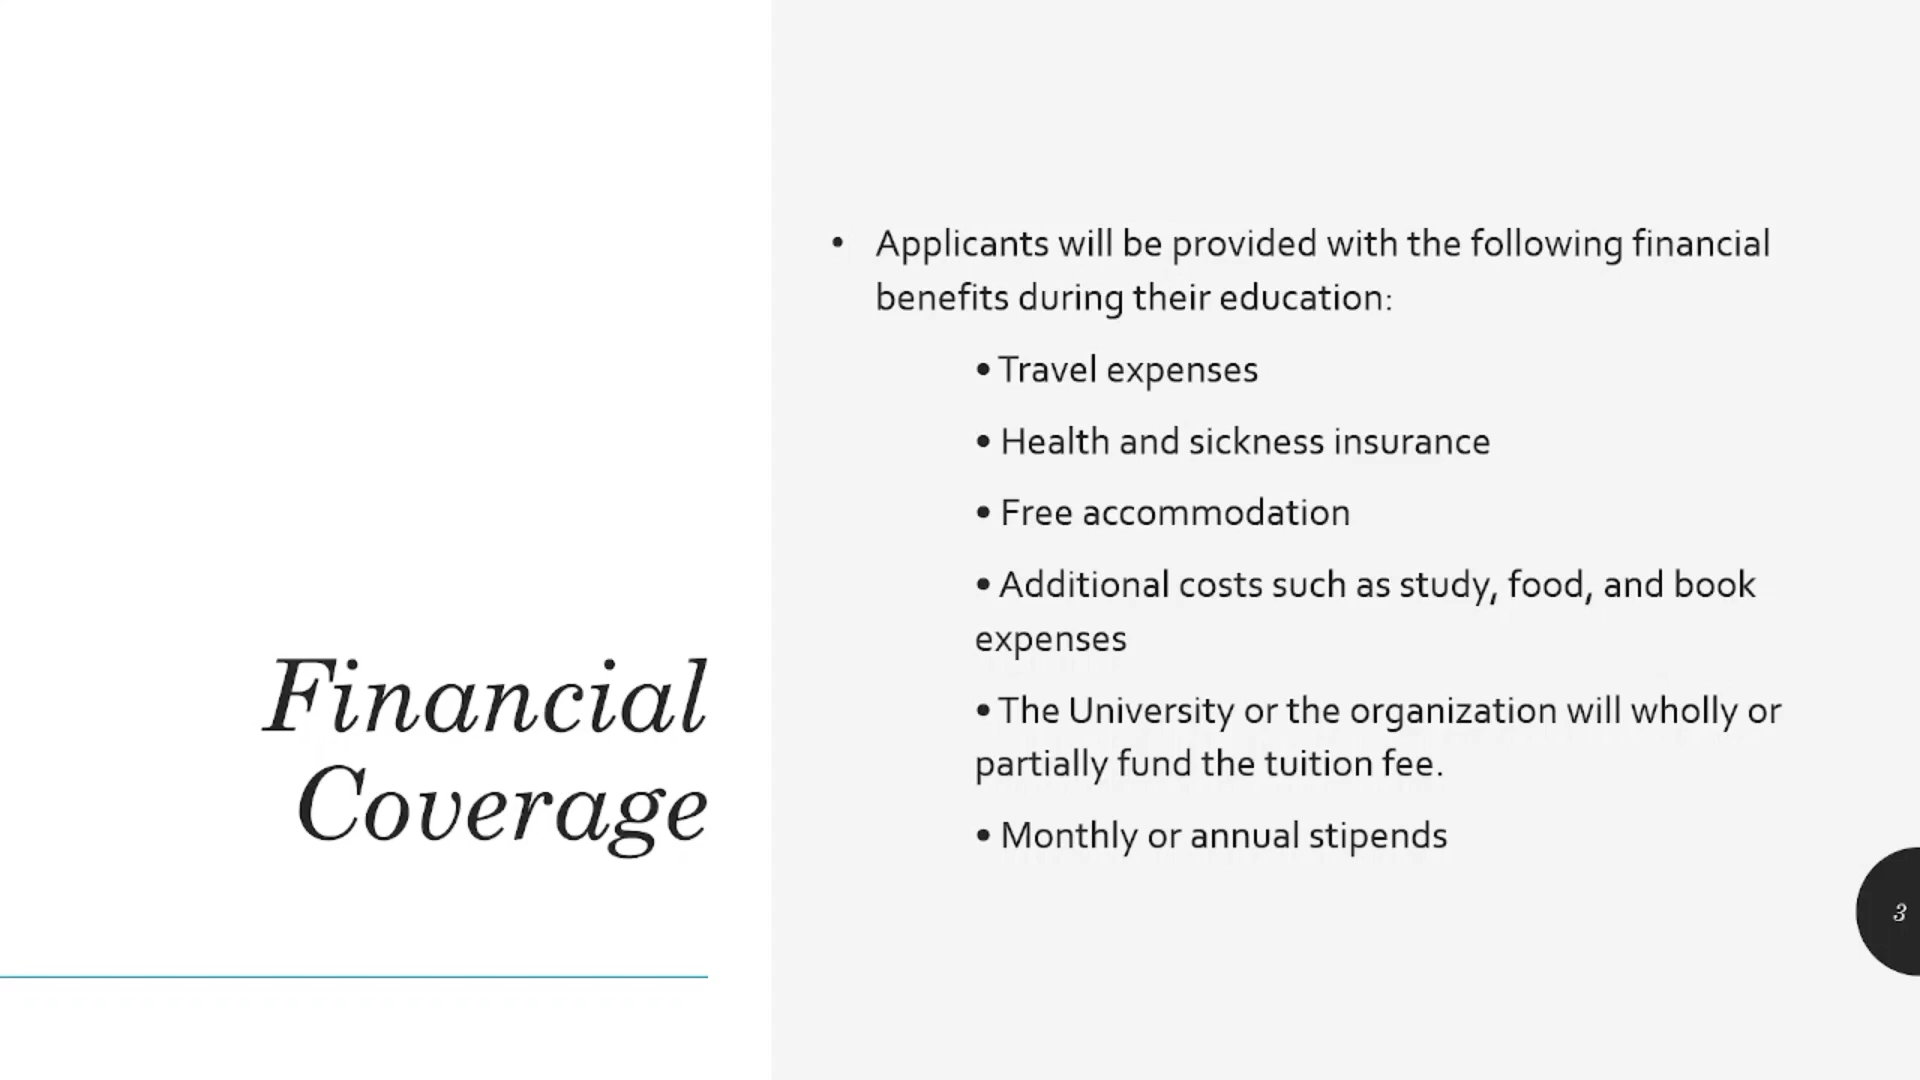 Financial
Coverage
• Applicants will be provided with the following financial
benefits during their education:
• Travel expenses
• Health and sickness insurance
• Free accommodation
• Additional costs such as study, food, and book
expenses
• The University or the organization will wholly or
partially fund the tuition fee.
• Monthly or annual stipends
3